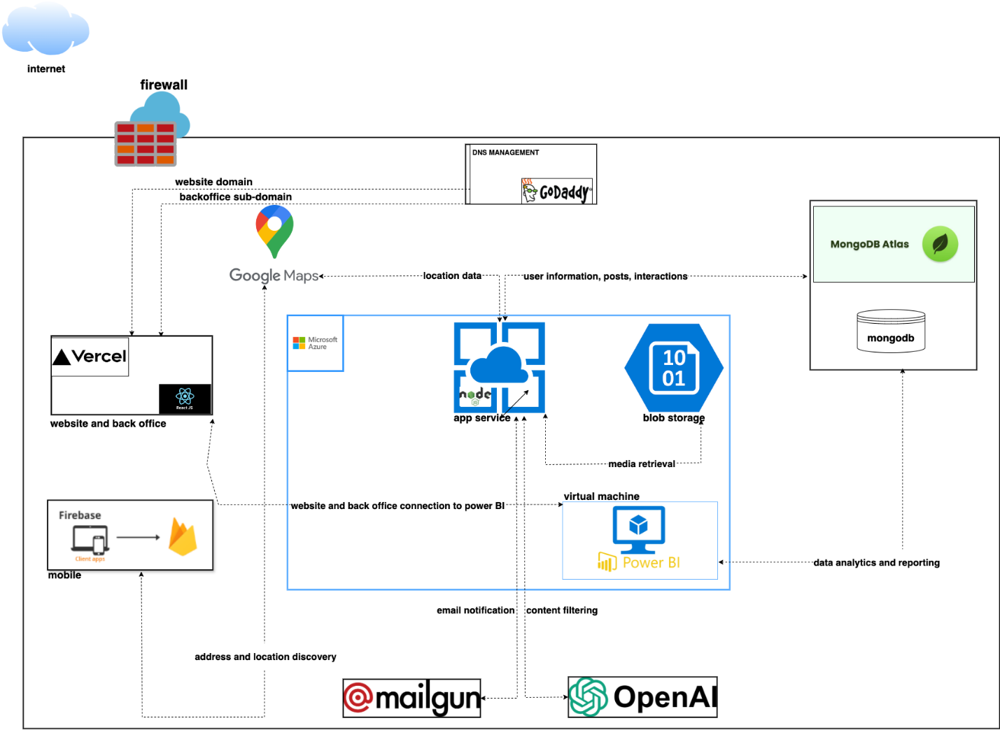 internet
firewall
DNS MANAGEMENT
GoDaddy
website domain
backoffice sub-domain
MongoDB Atlas
Google Maps
location data
user information, posts, interactions
mongodb
Microsoft
Azure
Vercel
React JS
website and back office
node
JS
app service
10
01
blob storage
media retrieval
virtual machine
website and back office connection to power BI
Power BI
Firebase
Client apps
mobile
data analytics and reporting
email notification
content filtering
address and location discovery
@mailgun
OpenAI